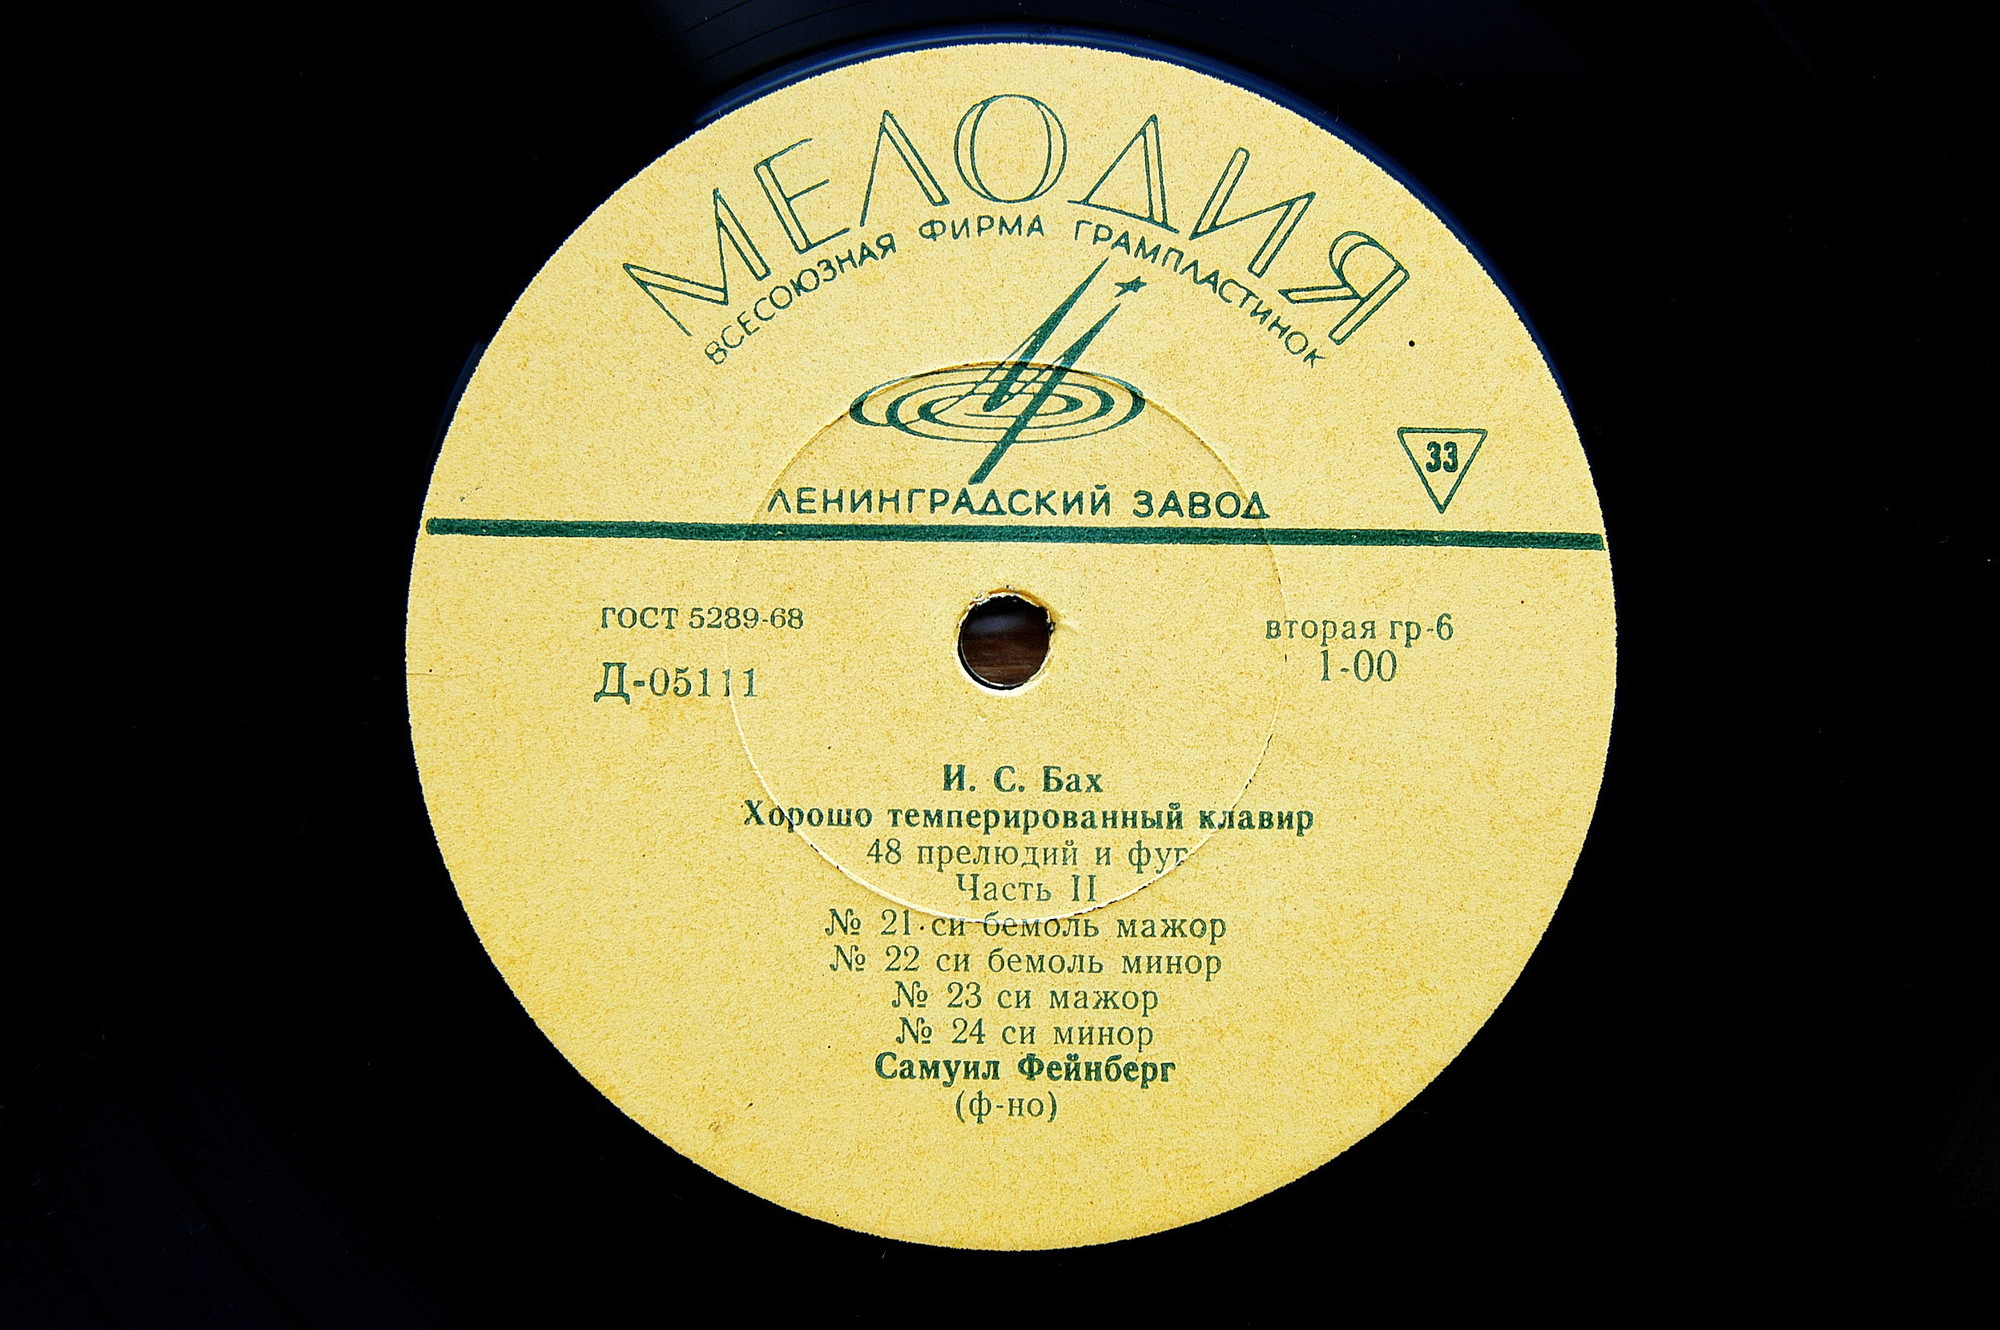 МЕЛОДИЯ
ВСЕСОЮЗНАЯ ФИРМА ГРАМПЛАСТИНОК
33
ЛЕНИНГРАДСКИЙ ЗАВОД
ГОСТ 5289-68
вторая гр-6
Д-05111
1-00
И. С. Бах
Хорошо темперированный клавир
48 прелюдий и фуг
Часть II
№ 21 си бемоль мажор
№ 22 си бемоль минор
№ 23 си мажор
№ 24 си минор
Самуил Фейнберг
(ф-но)